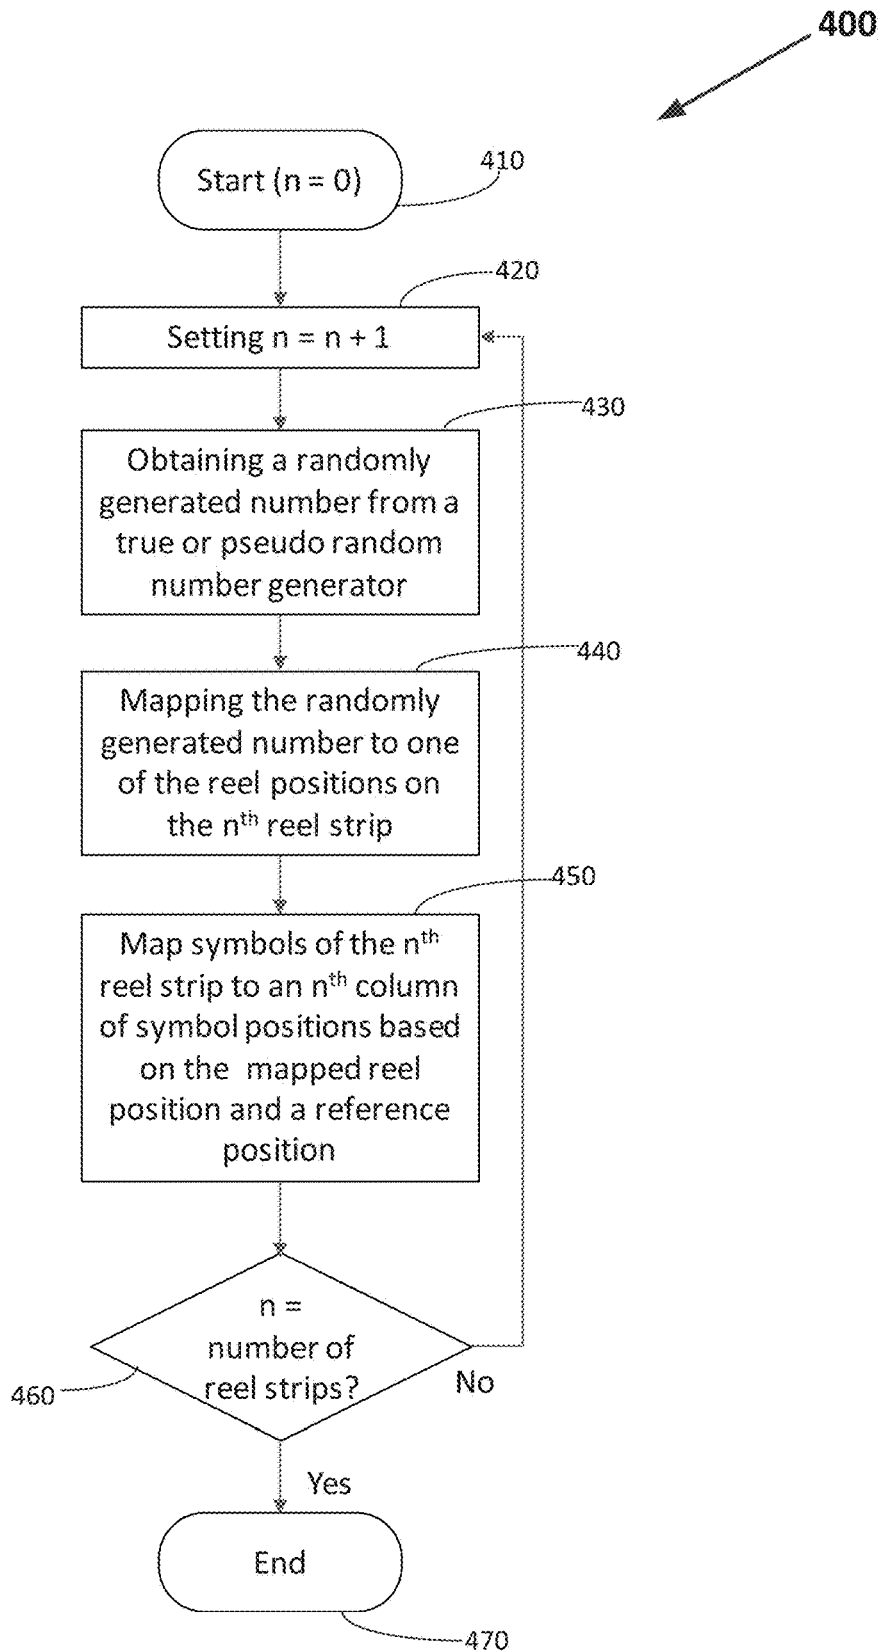 400
Start (n = 0)
410
420
Setting n = n + 1
430
Obtaining a randomly
generated number from a
true or pseudo random
number generator
440
Mapping the randomly
generated number to one
of the reel positions on
the nth reel strip
450
Map symbols of the nth
reel strip to an nth column
of symbol positions based
on the mapped reel
position and a reference
position
n =
number of
reel strips?
460
No
Yes
End
470